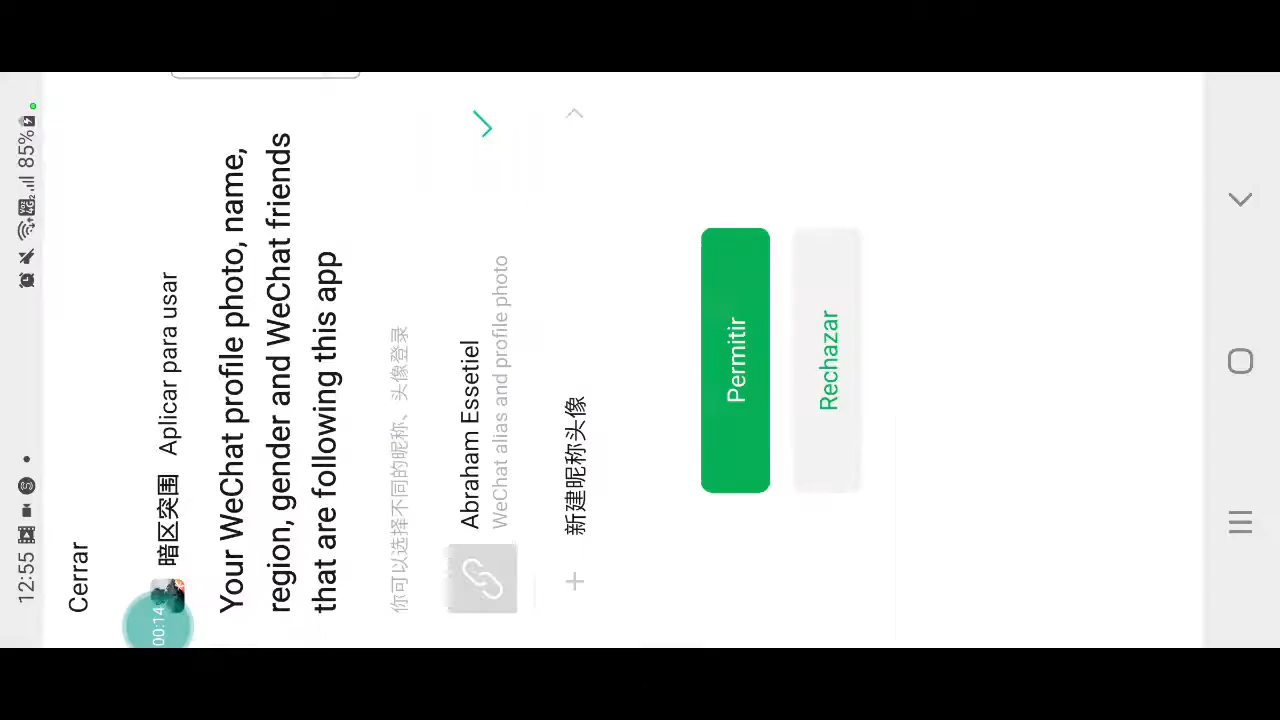 12:55
85%
Cerrar
00:14
暗区突围 Aplicar para usar
Your WeChat profile photo, name,
region, gender and WeChat friends
that are following this app
你可以选择不同的昵称、头像登录
Abraham Essetiel
WeChat alias and profile photo
新建昵称头像
Permitir
Rechazar